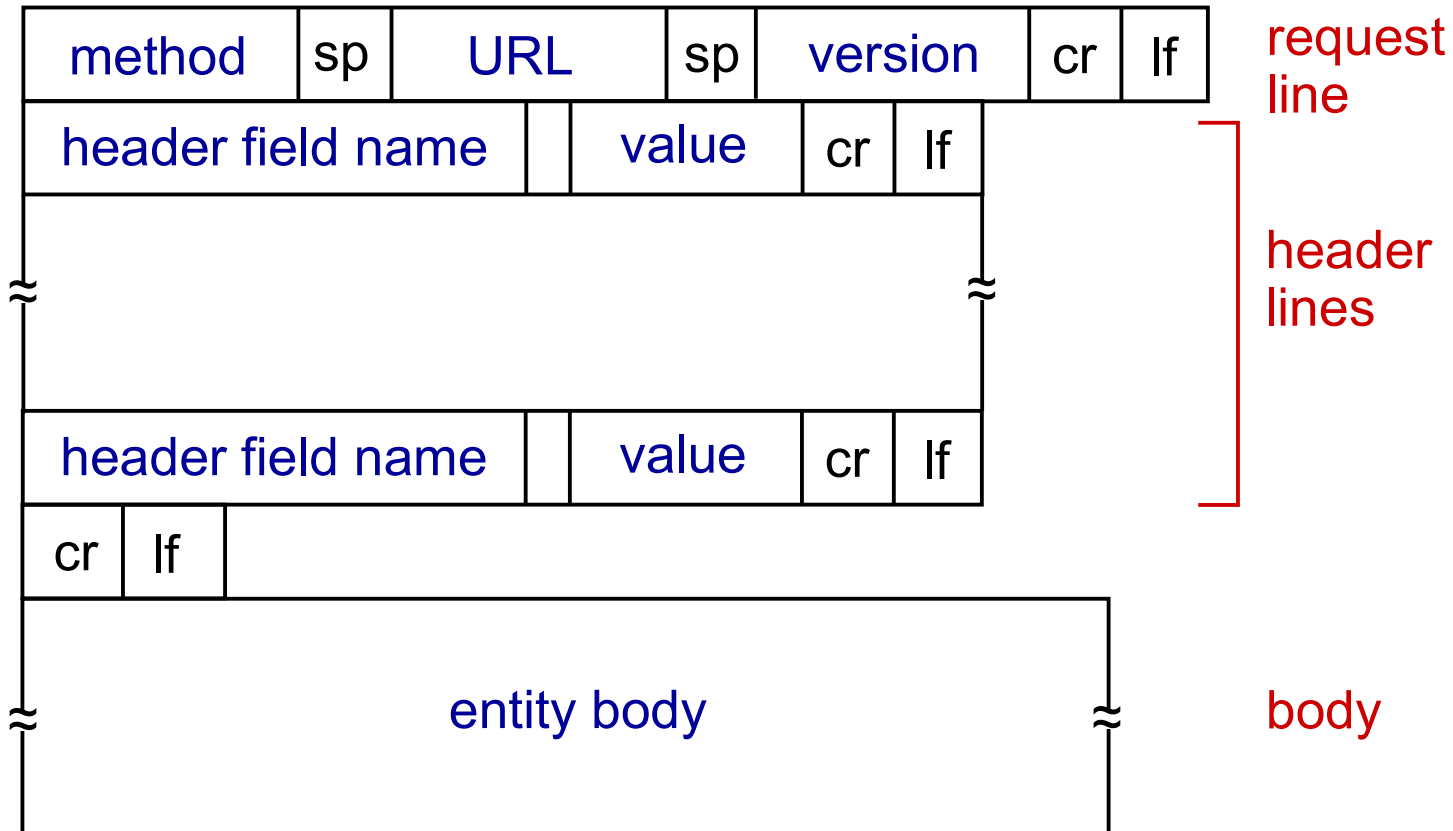 method sp URL sp version cr lf
request
line
header field name value cr lf
header
lines
≈ ≈
header field name value cr lf
cr lf
≈ entity body ≈
body